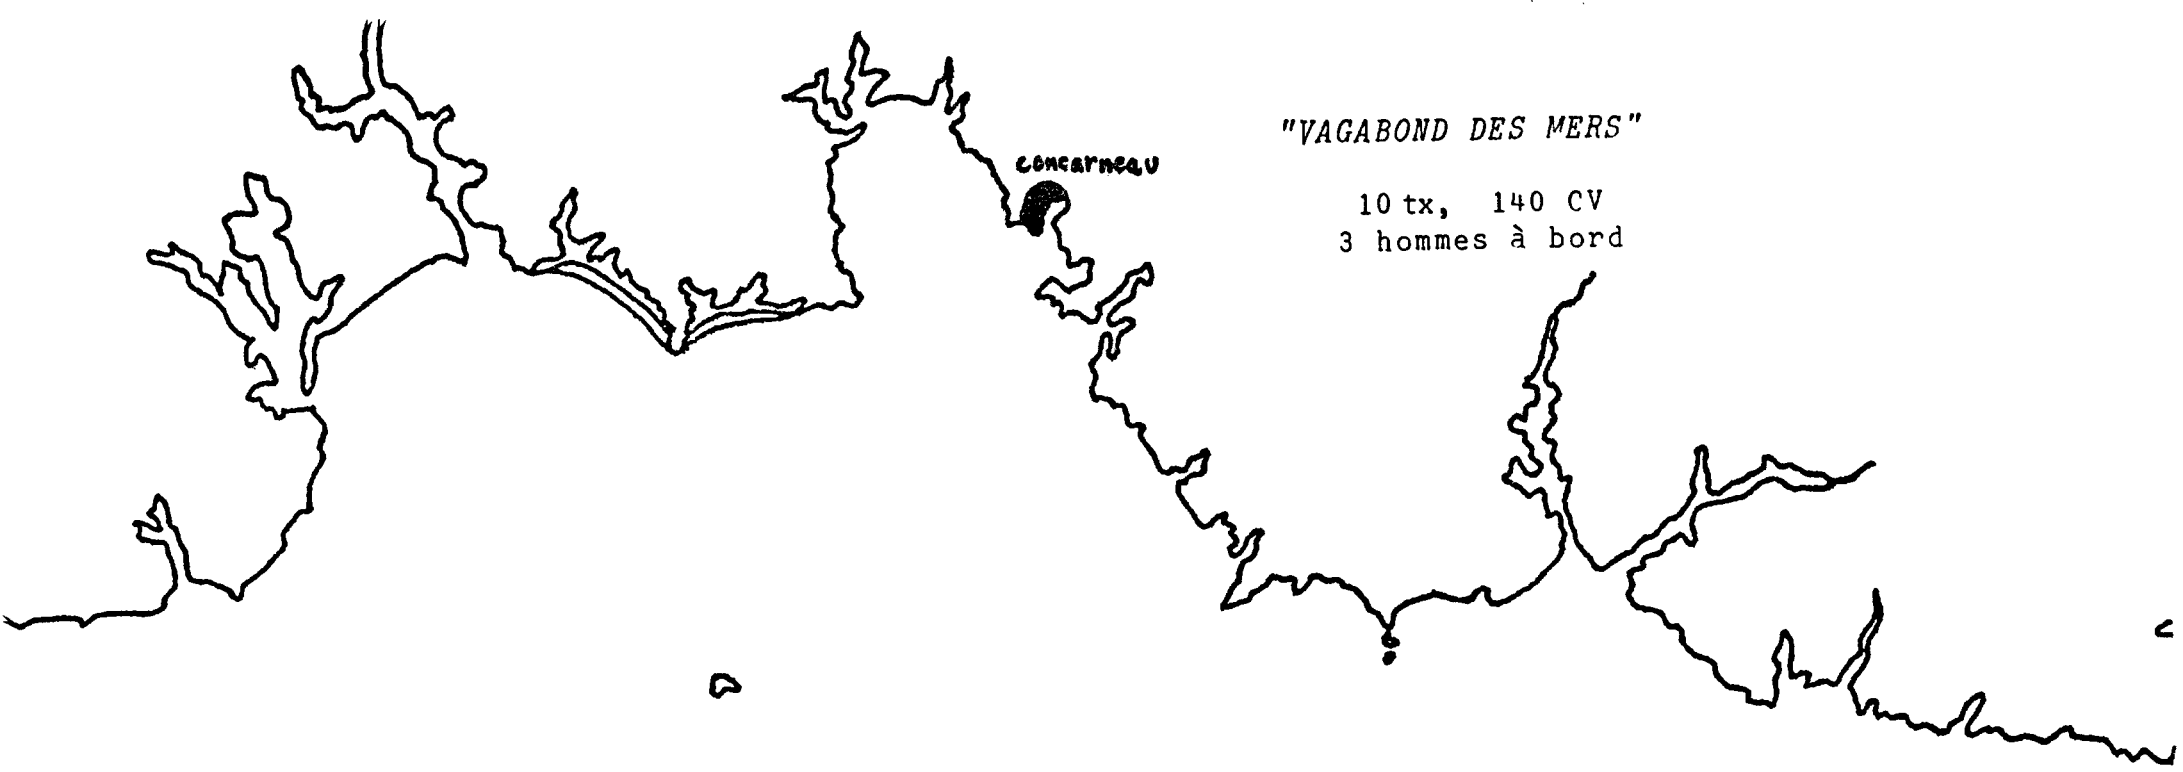 "VAGABOND DES MERS"
concarneau
10 tx, 140 CV
3 hommes à bord